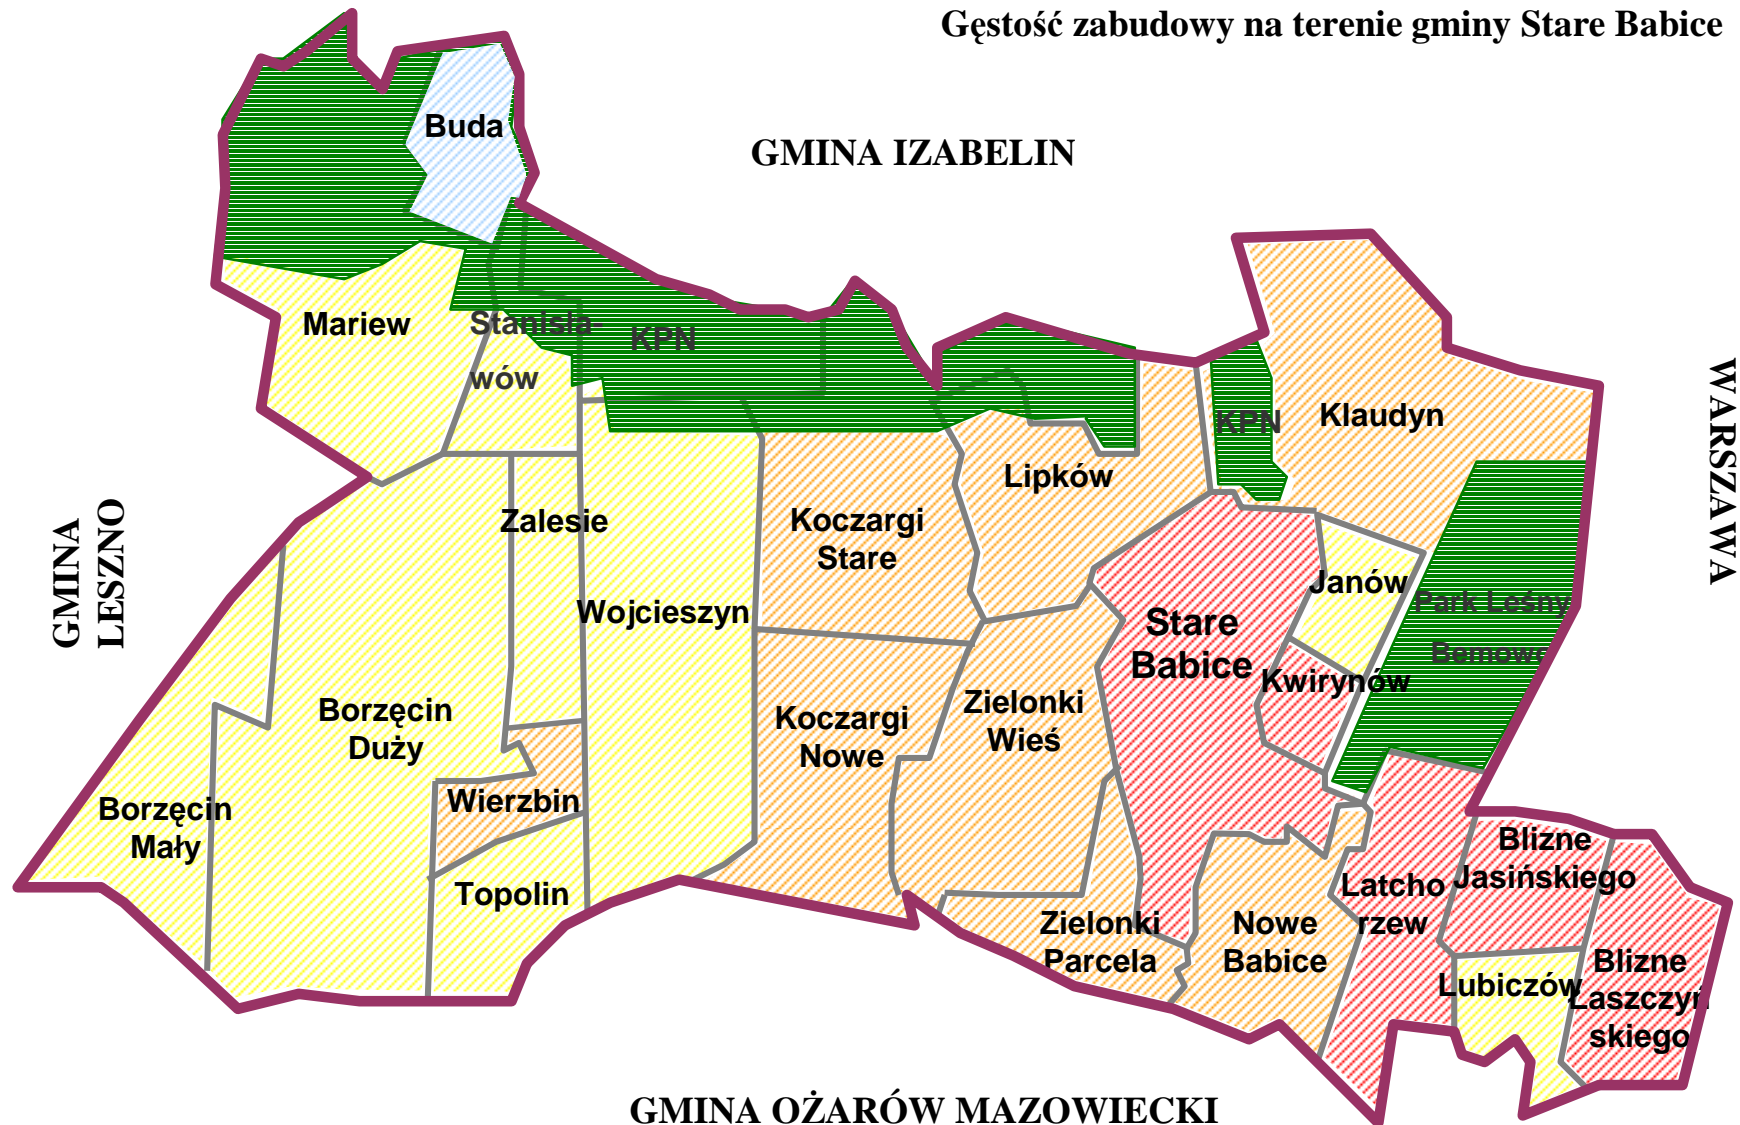 Gęstość zabudowy na terenie gminy Stare Babice
Buda
GMINA IZABELIN
Mariew
Stanisła-
wów
KPN
KPN
Klaudyn
WARSZAWA
Lipków
Zalesie
Koczargi
Stare
GMINA
LESZNO
Janów
Park Leśny
Bemowo
Wojcieszyn
Stare
Babice
Kwirynów
Borzęcin
Duży
Koczargi
Nowe
Zielonki
Wieś
Wierzbin
Borzęcin
Mały
Blizne
Jasińskiego
Topolin
Latcho
rzew
Zielonki
Parcela
Nowe
Babice
Lubiczów
Blizne
Łaszczyń
skiego
GMINA OŻARÓW MAZOWIECKI